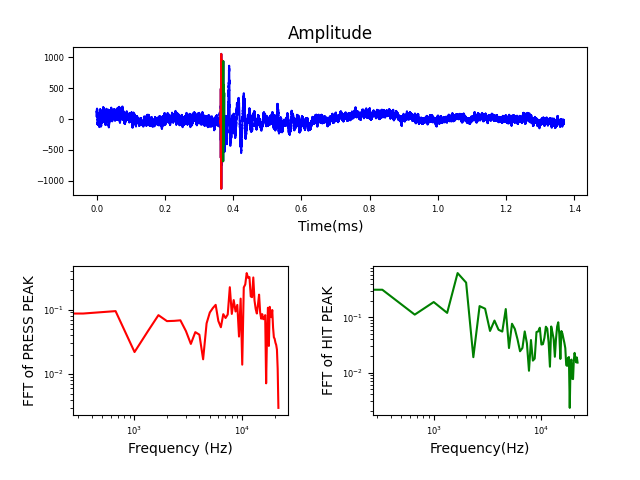 Amplitude
1000
500
0
−500
−1000
0.0 0.2 0.4 0.6 0.8 1.0 1.2 1.4
Time(ms)
FFT of PRESS PEAK
10⁻¹
10⁻²
10³ 10⁴
Frequency (Hz)
FFT of HIT PEAK
10⁻¹
10⁻²
10³ 10⁴
Frequency(Hz)